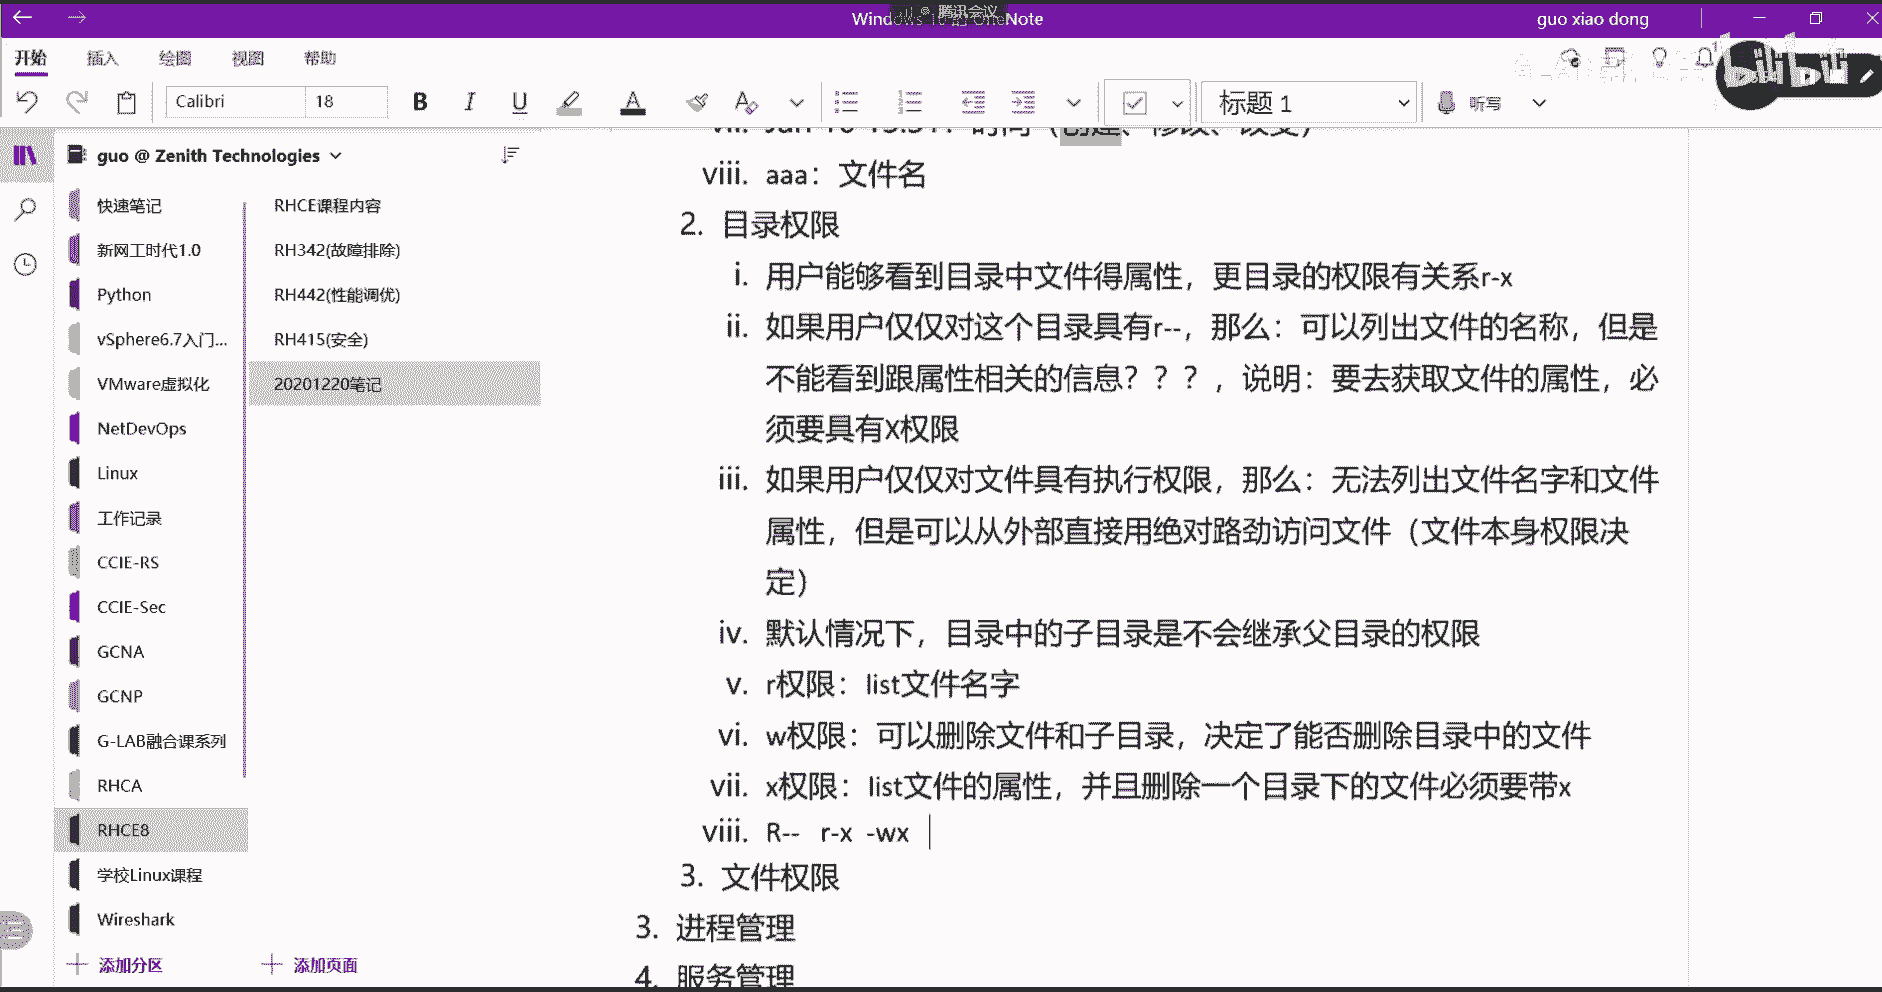 腾讯会议
OneNote
guo xiao dong
开始 插入 绘图 视图 帮助
Calibri 18 B I U A 标题 1 听写
bilibili
guo @ Zenith Technologies
快速笔记
新网工时代1.0
Python
vSphere6.7入门...
VMware虚拟化
NetDevOps
Linux
工作记录
CCIE-RS
CCIE-Sec
GCNA
GCNP
G-LAB融合课系列
RHCA
RHCE8
学校Linux课程
Wireshark
添加分区
RHCE课程内容
RH342(故障排除)
RH442(性能调优)
RH415(安全)
20201220笔记
添加页面
vii. Jan 10 15:51：时间（创建、修改、改变）
viii. aaa：文件名
2. 目录权限
i. 用户能够看到目录中文件得属性，更目录的权限有关系r-x
ii. 如果用户仅仅对这个目录具有r--，那么：可以列出文件的名称，但是
不能看到跟属性相关的信息？？？，说明：要去获取文件的属性，必
须要具有X权限
iii. 如果用户仅仅对文件具有执行权限，那么：无法列出文件名字和文件
属性，但是可以从外部直接用绝对路劲访问文件（文件本身权限决
定）
iv. 默认情况下，目录中的子目录是不会继承父目录的权限
v. r权限：list文件名字
vi. w权限：可以删除文件和子目录，决定了能否删除目录中的文件
vii. x权限：list文件的属性，并且删除一个目录下的文件必须要带x
viii. R-- r-x -wx
3. 文件权限
3. 进程管理
4. 服务管理